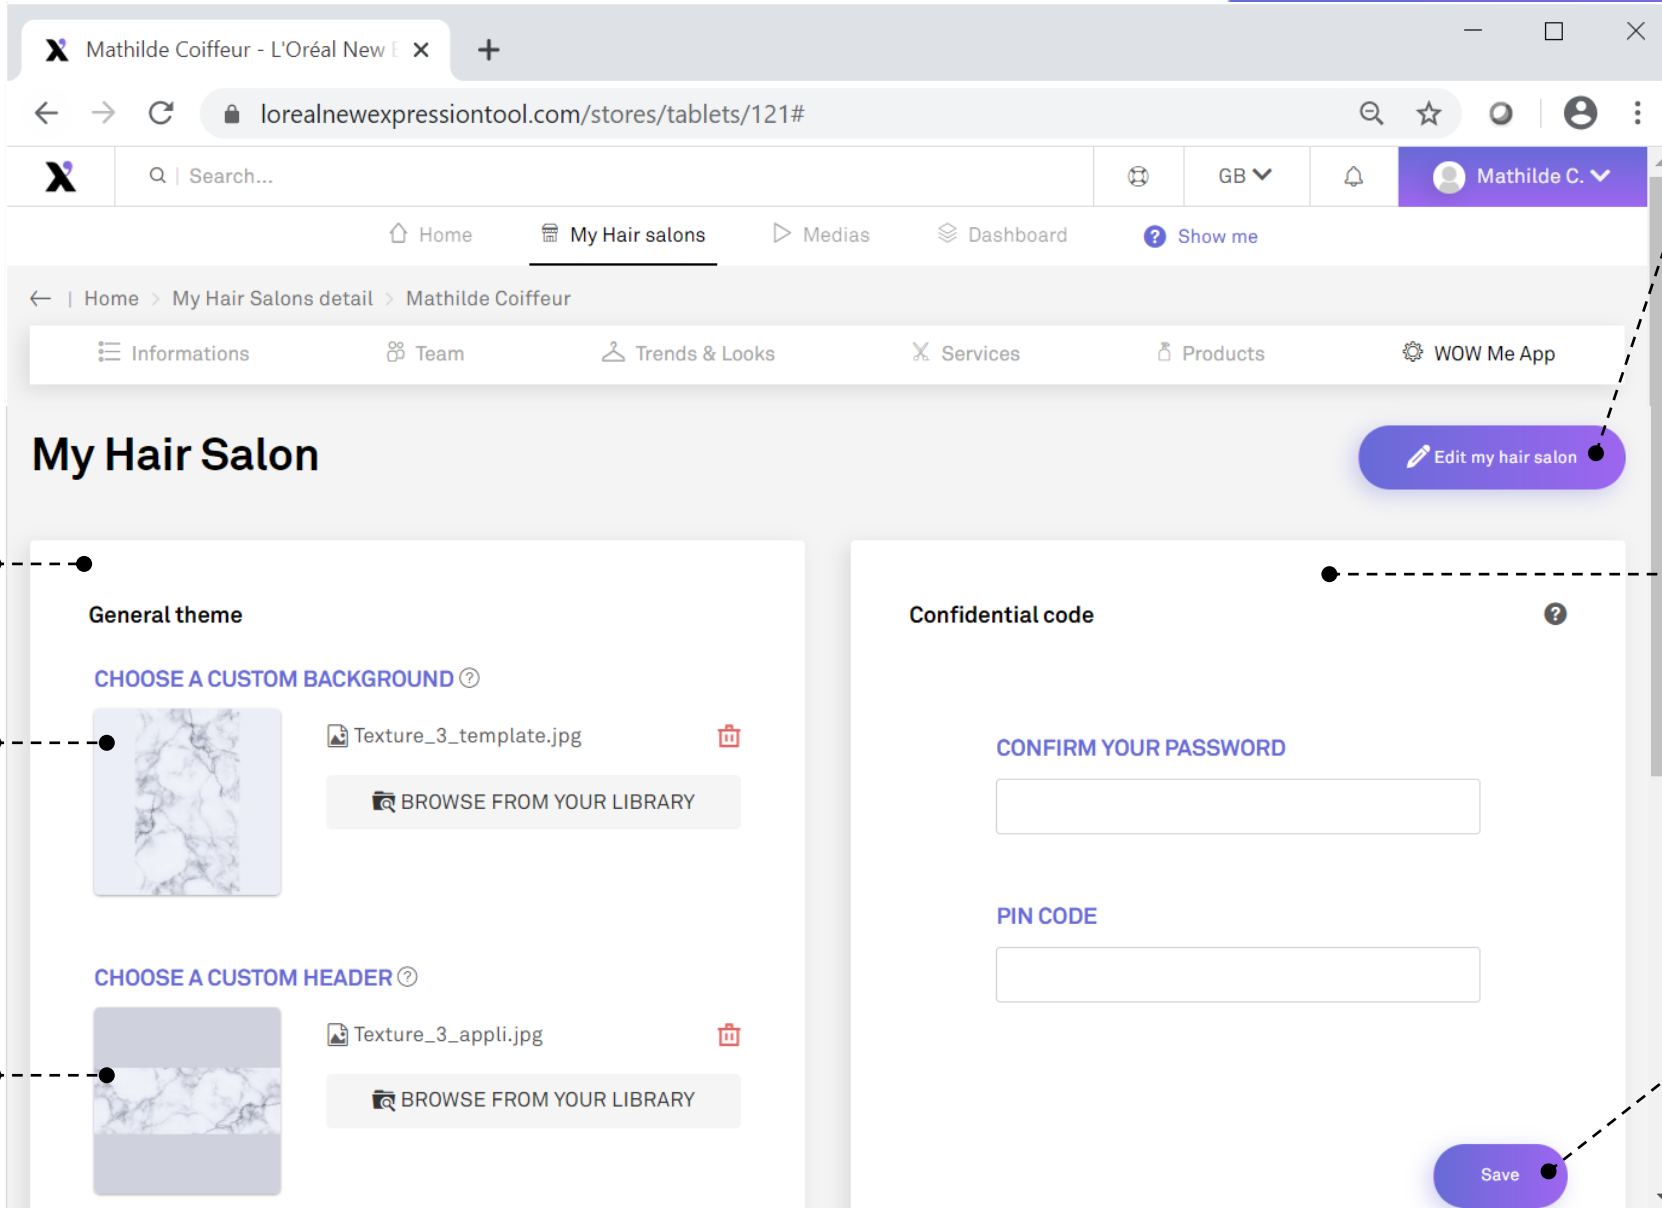 Mathilde Coiffeur - L'Oréal New E
lorealnewexpressiontool.com/stores/tablets/121#
Search...
GB
Mathilde C.
Home
My Hair salons
Medias
Dashboard
Show me
Home > My Hair Salons detail > Mathilde Coiffeur
Informations
Team
Trends & Looks
Services
Products
WOW Me App
My Hair Salon
Edit my hair salon
General theme
CHOOSE A CUSTOM BACKGROUND
Texture_3_template.jpg
BROWSE FROM YOUR LIBRARY
CHOOSE A CUSTOM HEADER
Texture_3_appli.jpg
BROWSE FROM YOUR LIBRARY
Confidential code
CONFIRM YOUR PASSWORD
PIN CODE
Save